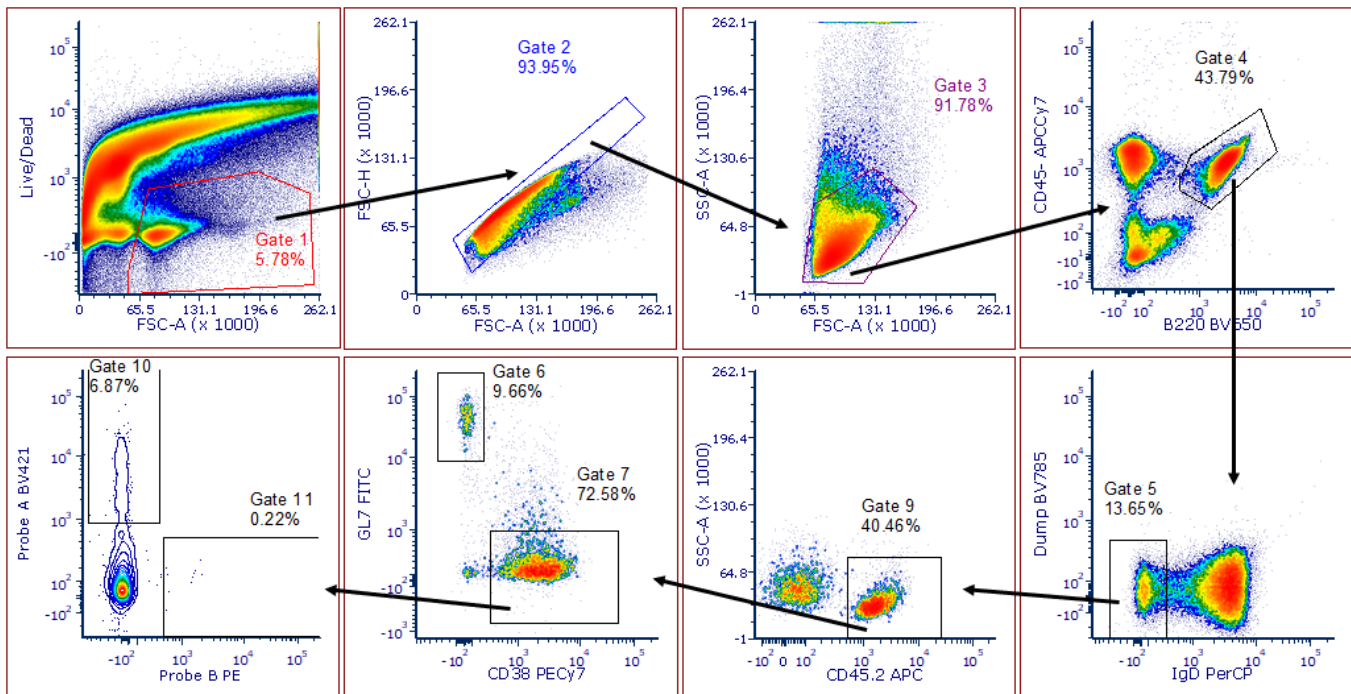 Live/Dead
10^5
10^4
10^3
10^2
-10^2
Gate 1
5.78%
0 65.5 131.1 196.6 262.1
FSC-A (x 1000)
FSC-H (x 1000)
262.1
196.6
131.1
65.5
0
Gate 2
93.95%
0 65.5 131.1 196.6 262.1
FSC-A (x 1000)
SSC-A (x 1000)
262.1
196.4
130.6
64.8
-1
Gate 3
91.78%
0 65.5 131.1 196.6 262.1
FSC-A (x 1000)
CD45- APCCy7
10^5
10^4
10^3
10^2
-10^1
-10^2
Gate 4
43.79%
-10^2 10^2 10^3 10^4 10^5
B220 BV650
Probe A BV421
10^5
10^4
10^3
10^2
-10^2
Gate 10
6.87%
Gate 11
0.22%
-10^2 10^3 10^4 10^5
Probe B PE
GL7 FITC
10^5
10^4
10^3
-10^2
-10^3
Gate 6
9.66%
Gate 7
72.58%
-10^2 10^3 10^4 10^5
CD38 PECy7
SSC-A (x 1000)
262.1
196.4
130.6
64.8
-1
Gate 9
40.46%
-10^2 0 10^2 10^3 10^4 10^5
CD45.2 APC
Dump BV785
10^5
10^4
10^3
10^2
-10^2
Gate 5
13.65%
-10^2 10^3 10^4 10^5
IgD PerCP